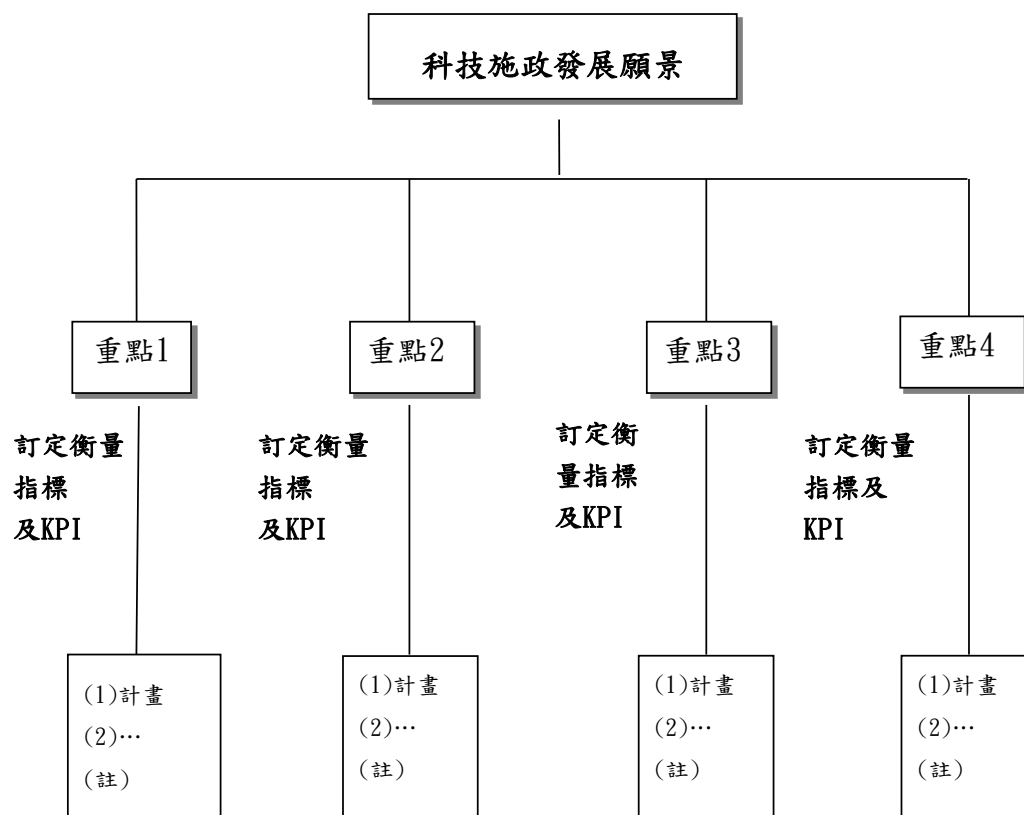 科技施政發展願景
重點1
重點2
重點3
重點4
訂定衡量
指標
及KPI
訂定衡量
指標
及KPI
訂定衡
量指標
及KPI
訂定衡量
指標及
KPI
(1)計畫
(2)…
(註)
(1)計畫
(2)…
(註)
(1)計畫
(2)…
(註)
(1)計畫
(2)…
(註)